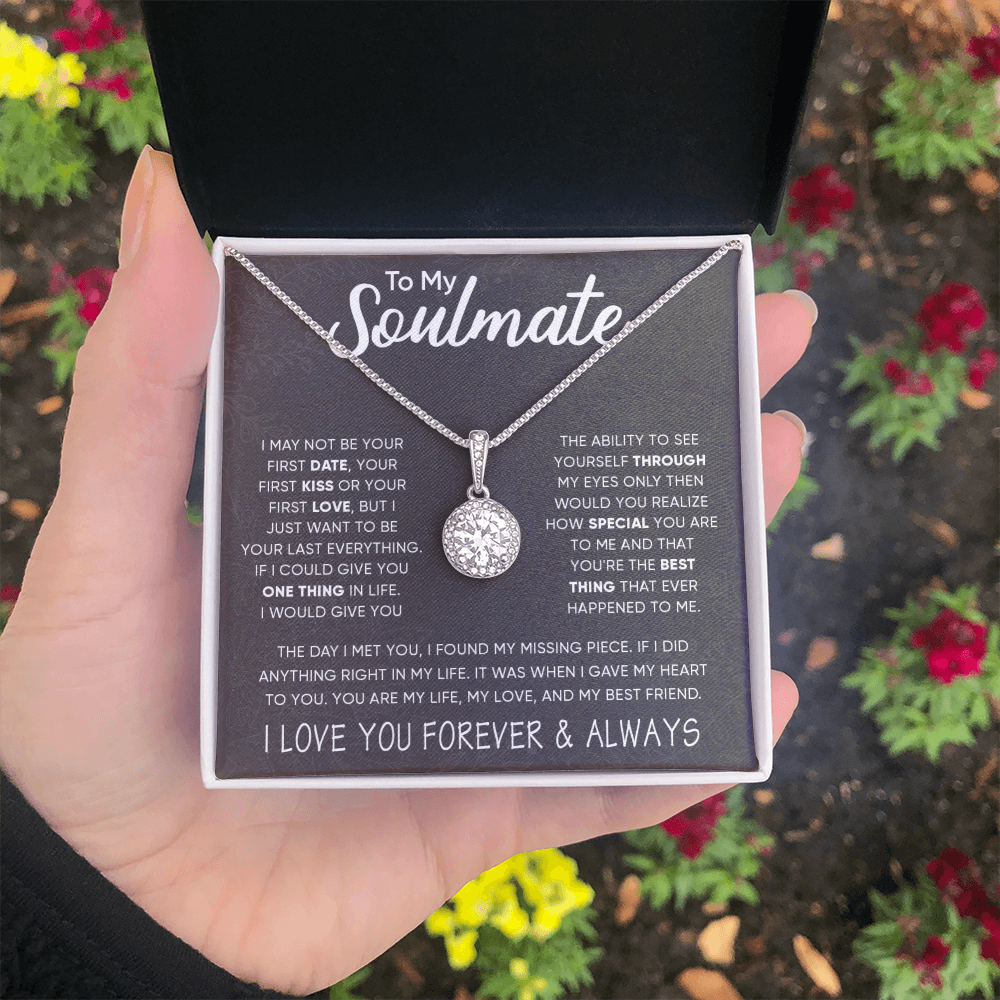 To My
Soulmate
I MAY NOT BE YOUR
FIRST DATE, YOUR
FIRST KISS OR YOUR
FIRST LOVE, BUT I
JUST WANT TO BE
YOUR LAST EVERYTHING.
IF I COULD GIVE YOU
ONE THING IN LIFE.
I WOULD GIVE YOU
THE ABILITY TO SEE
YOURSELF THROUGH
MY EYES ONLY THEN
WOULD YOU REALIZE
HOW SPECIAL YOU ARE
TO ME AND THAT
YOU'RE THE BEST
THING THAT EVER
HAPPENED TO ME.
THE DAY I MET YOU, I FOUND MY MISSING PIECE. IF I DID
ANYTHING RIGHT IN MY LIFE. IT WAS WHEN I GAVE MY HEART
TO YOU. YOU ARE MY LIFE, MY LOVE, AND MY BEST FRIEND.
I LOVE YOU FOREVER & ALWAYS